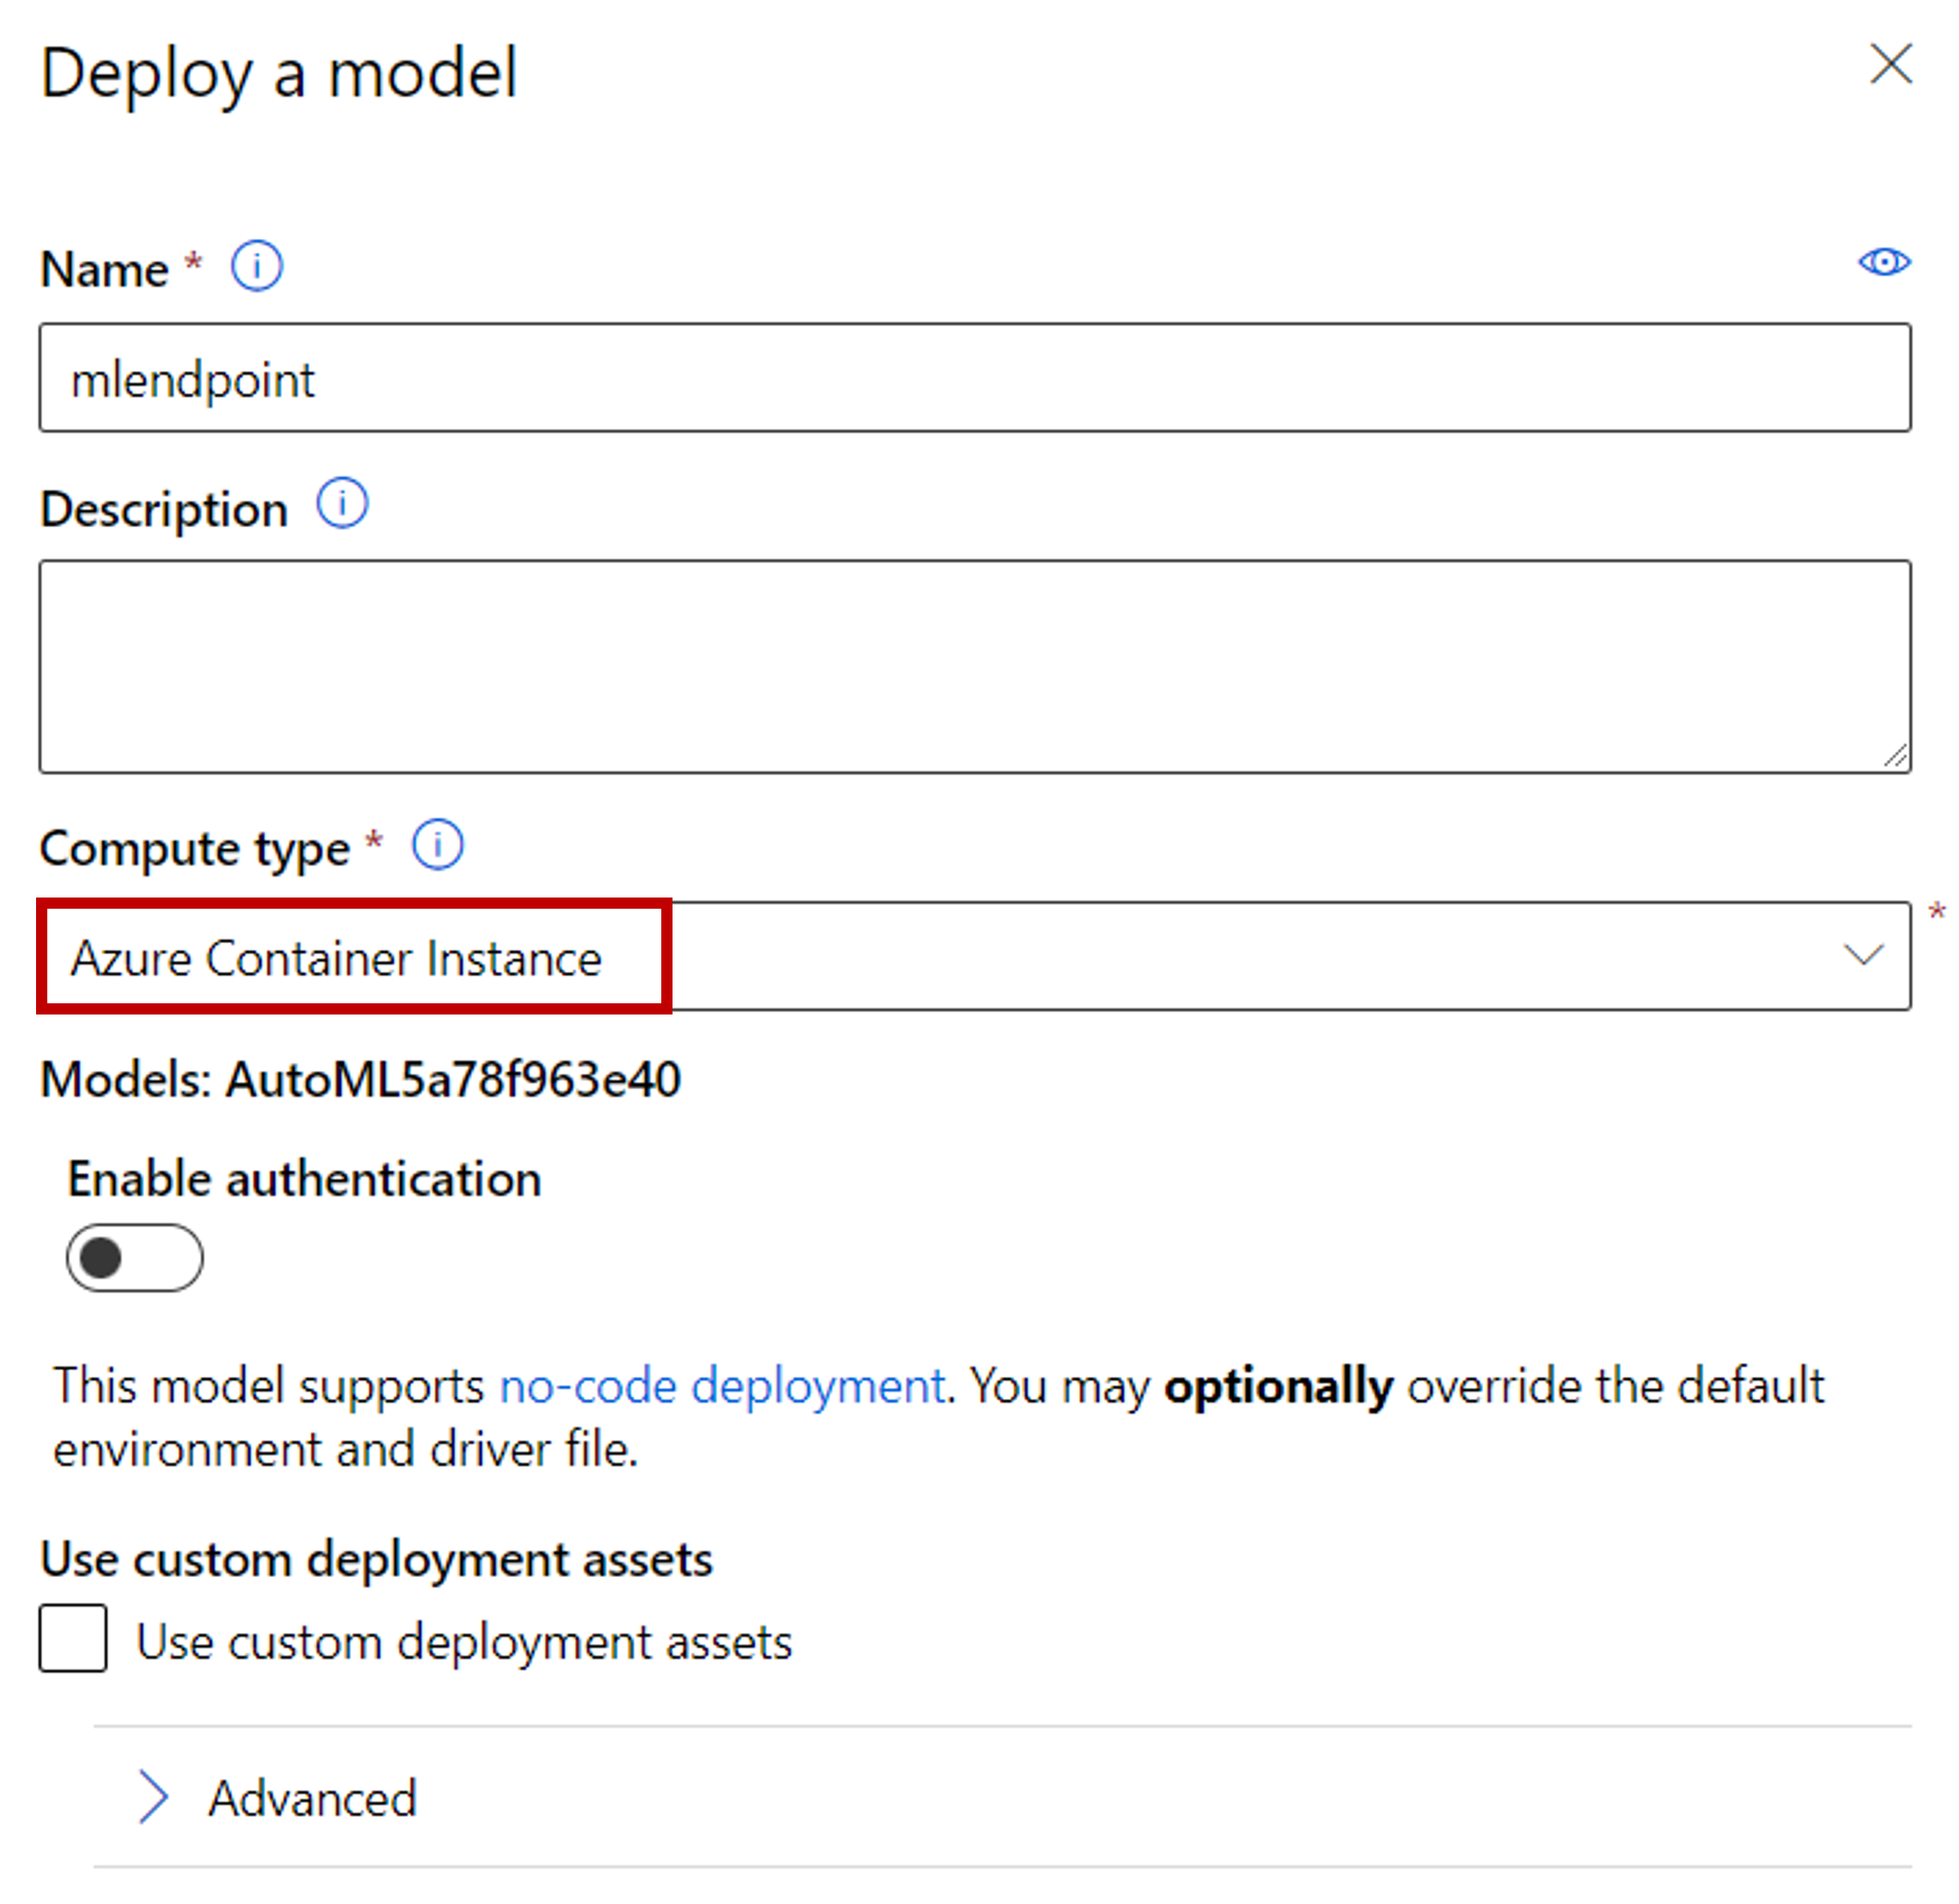 Deploy a model
Name *
mlendpoint
Description
Compute type *
Azure Container Instance
*
Models: AutoML5a78f963e40
Enable authentication
This model supports no-code deployment. You may optionally override the default
environment and driver file.
Use custom deployment assets
Use custom deployment assets
Advanced